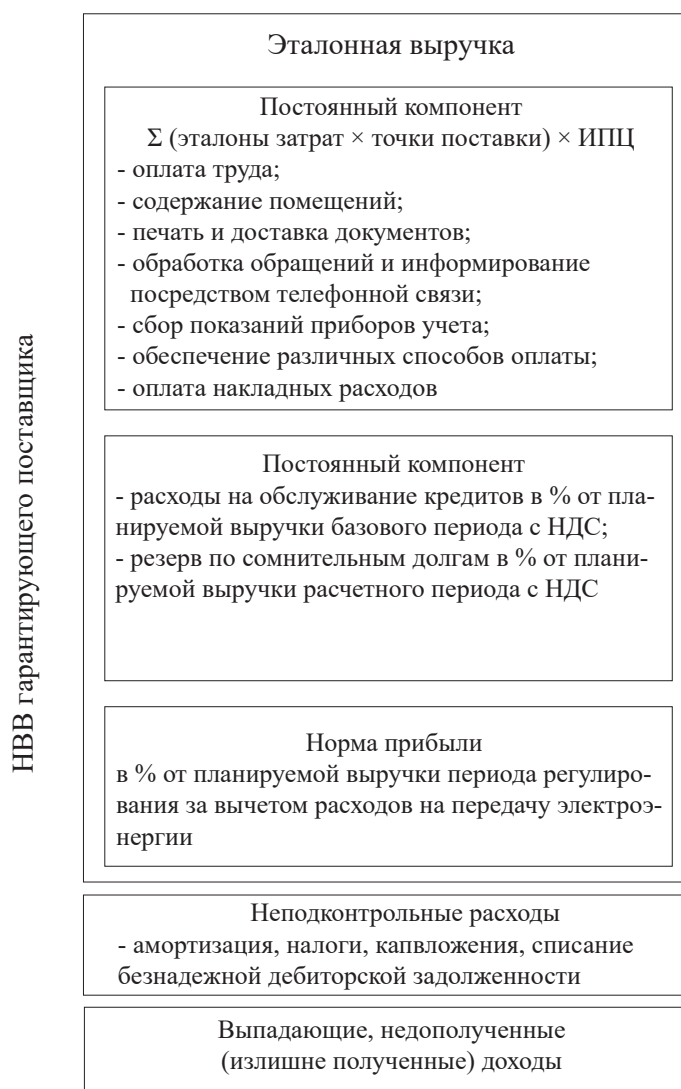 НВВ гарантирующего поставщика
Эталонная выручка
Постоянный компонент
Σ (эталоны затрат × точки поставки) × ИПЦ
- оплата труда;
- содержание помещений;
- печать и доставка документов;
- обработка обращений и информирование
посредством телефонной связи;
- сбор показаний приборов учета;
- обеспечение различных способов оплаты;
- оплата накладных расходов
Постоянный компонент
- расходы на обслуживание кредитов в % от пла-
нируемой выручки базового периода с НДС;
- резерв по сомнительным долгам в % от плани-
руемой выручки расчетного периода с НДС
Норма прибыли
в % от планируемой выручки периода регулиро-
вания за вычетом расходов на передачу электроэ-
нергии
Неподконтрольные расходы
- амортизация, налоги, капвложения, списание
безнадежной дебиторской задолженности
Выпадающие, недополученные
(излишне полученные) доходы